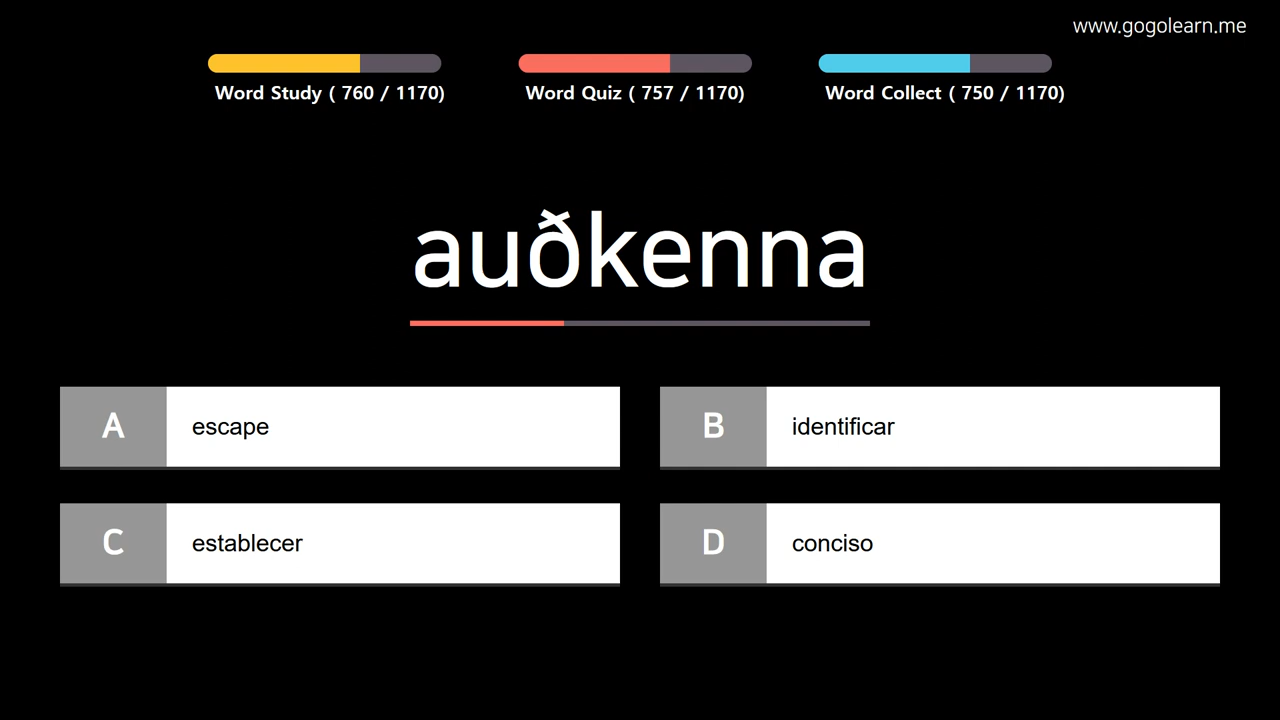 www.gogolearn.me
Word Study ( 760 / 1170)
Word Quiz ( 757 / 1170)
Word Collect ( 750 / 1170)
auðkenna
A escape
B identificar
C establecer
D conciso